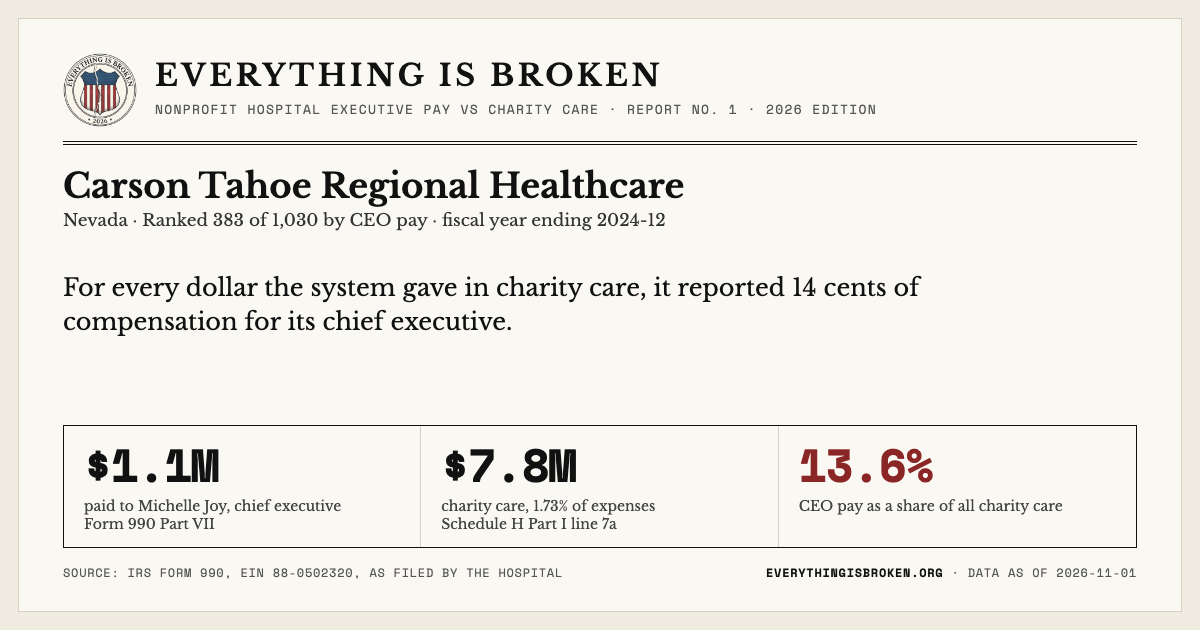 EVERYTHING IS BROKEN
· 2026 ·
EVERYTHING IS BROKEN
NONPROFIT HOSPITAL EXECUTIVE PAY VS CHARITY CARE · REPORT NO. 1 · 2026 EDITION
Carson Tahoe Regional Healthcare
Nevada · Ranked 383 of 1,030 by CEO pay · fiscal year ending 2024-12
For every dollar the system gave in charity care, it reported 14 cents of
compensation for its chief executive.
$1.1M
paid to Michelle Joy, chief executive
Form 990 Part VII
$7.8M
charity care, 1.73% of expenses
Schedule H Part I line 7a
13.6%
CEO pay as a share of all charity care
SOURCE: IRS FORM 990, EIN 88-0502320, AS FILED BY THE HOSPITAL
EVERYTHINGISBROKEN.ORG · DATA AS OF 2026-11-01